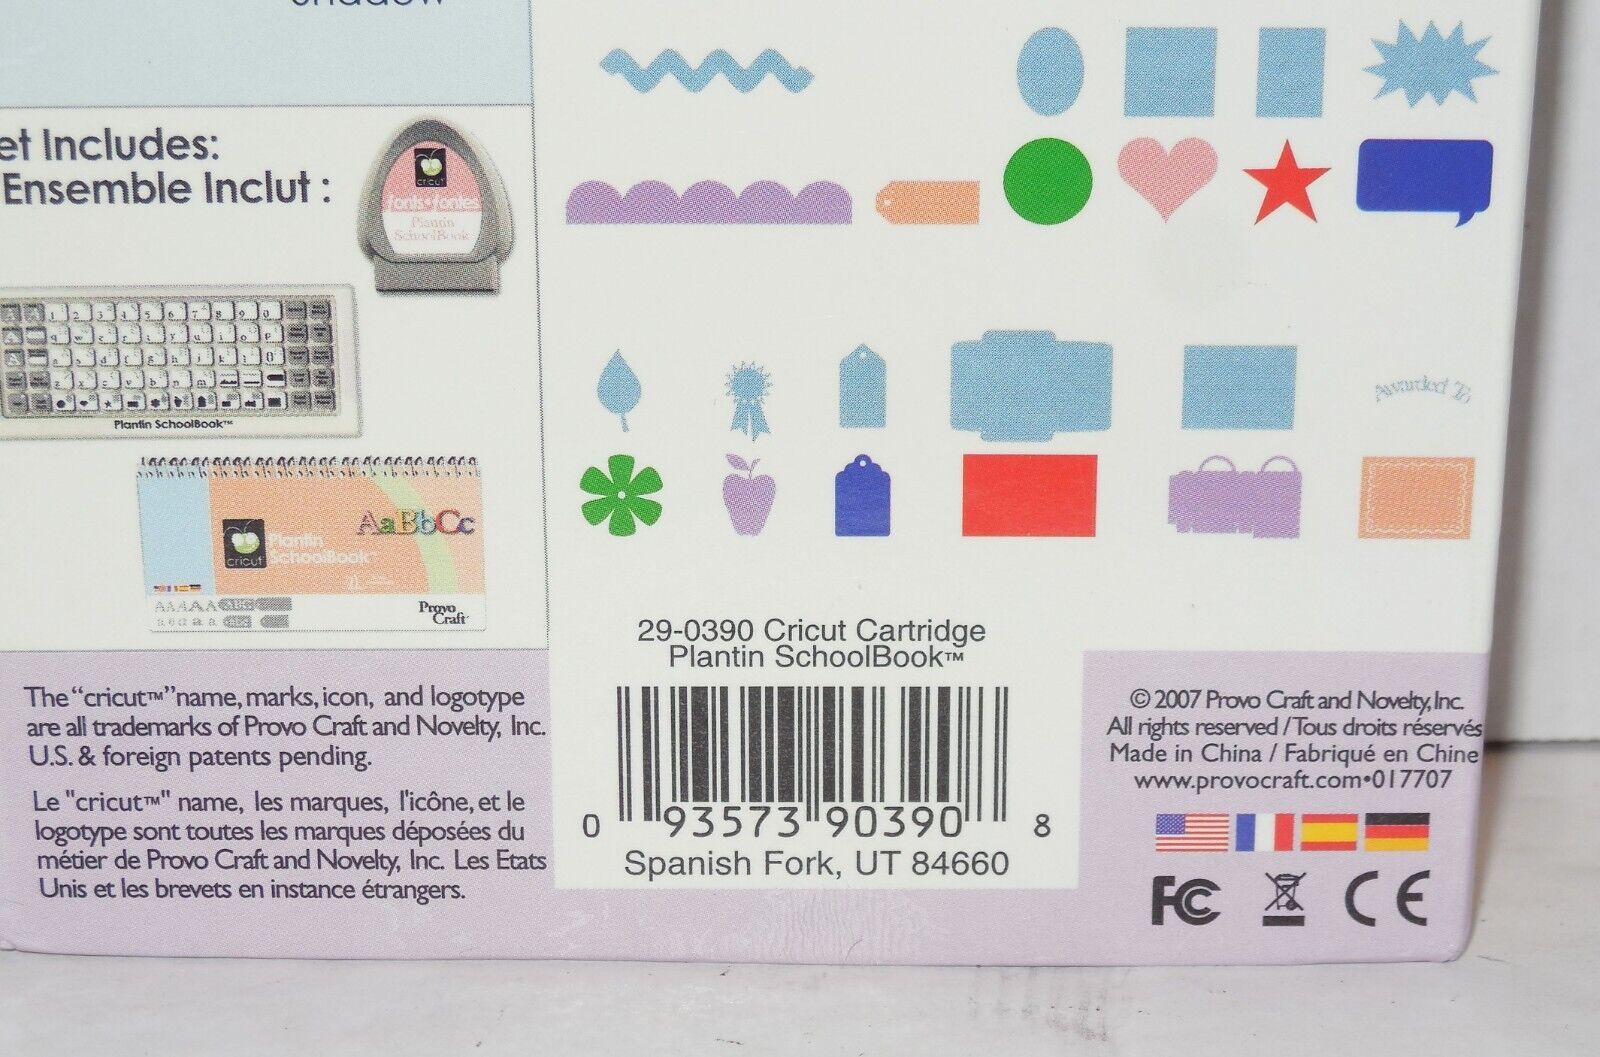 shadow
et Includes:
Ensemble Inclut :
cricut
fonts • fontes
Plantin
SchoolBook
Plantin SchoolBook™
AaBbCc
cricut
Plantin
SchoolBook™
Provo
Craft
Awarded To
29-0390 Cricut Cartridge
Plantin SchoolBook™
0 93573 90390 8
Spanish Fork, UT 84660
The “cricut™” name, marks, icon, and logotype
are all trademarks of Provo Craft and Novelty, Inc.
U.S. & foreign patents pending.
Le "cricut™" name, les marques, l'icône, et le
logotype sont toutes les marques déposées du
métier de Provo Craft and Novelty, Inc. Les Etats
Unis et les brevets en instance étrangers.
© 2007 Provo Craft and Novelty, Inc.
All rights reserved / Tous droits réservés
Made in China / Fabriqué en Chine
www.provocraft.com•017707
FC CE